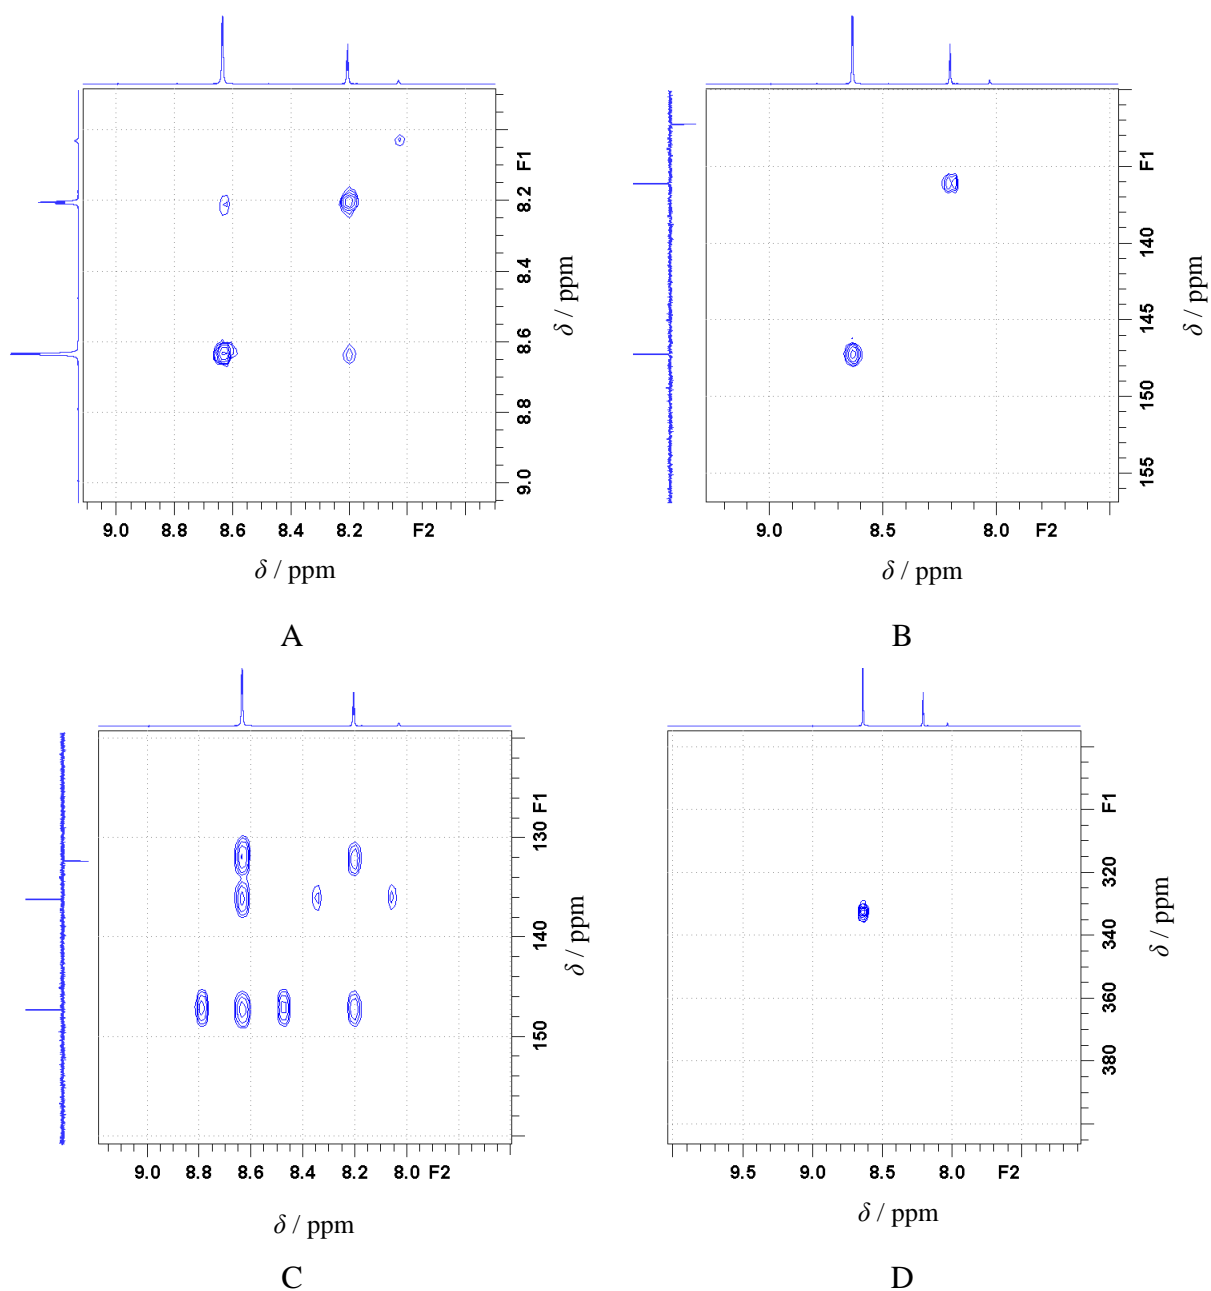 F1
8.2
8.4
8.6
8.8
9.0
δ / ppm
9.0 8.8 8.6 8.4 8.2 F2
δ / ppm
A
F1
140
145
150
155
δ / ppm
9.0 8.5 8.0 F2
δ / ppm
B
F1
130
140
150
δ / ppm
9.0 8.8 8.6 8.4 8.2 8.0 F2
δ / ppm
C
F1
320
340
360
380
δ / ppm
9.5 9.0 8.5 8.0 F2
δ / ppm
D